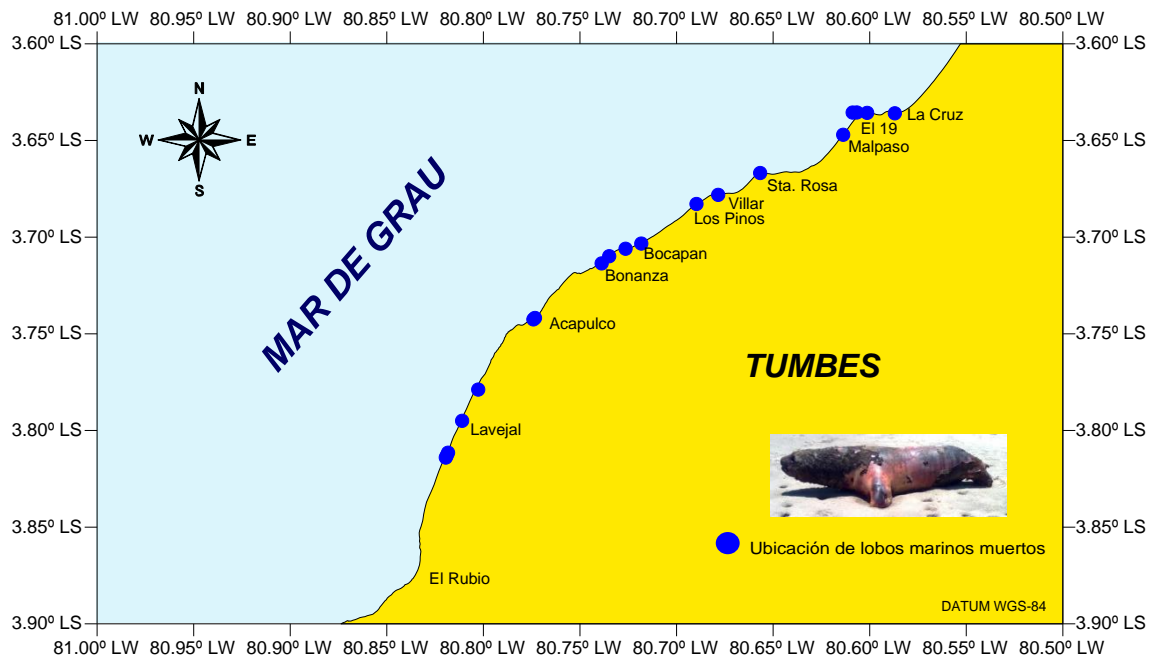 81.00º LW 80.95º LW 80.90º LW 80.85º LW 80.80º LW 80.75º LW 80.70º LW 80.65º LW 80.60º LW 80.55º LW 80.50º LW
3.60º LS 3.60º LS
N
W E
S
La Cruz
El 19
3.65º LS 3.65º LS
Malpaso
Sta. Rosa
Villar
Los Pinos
MAR DE GRAU
3.70º LS 3.70º LS
Bocapan
Bonanza
Acapulco
3.75º LS 3.75º LS
TUMBES
3.80º LS 3.80º LS
Lavejal
3.85º LS 3.85º LS
Ubicación de lobos marinos muertos
El Rubio
DATUM WGS-84
3.90º LS 3.90º LS
81.00º LW 80.95º LW 80.90º LW 80.85º LW 80.80º LW 80.75º LW 80.70º LW 80.65º LW 80.60º LW 80.55º LW 80.50º LW